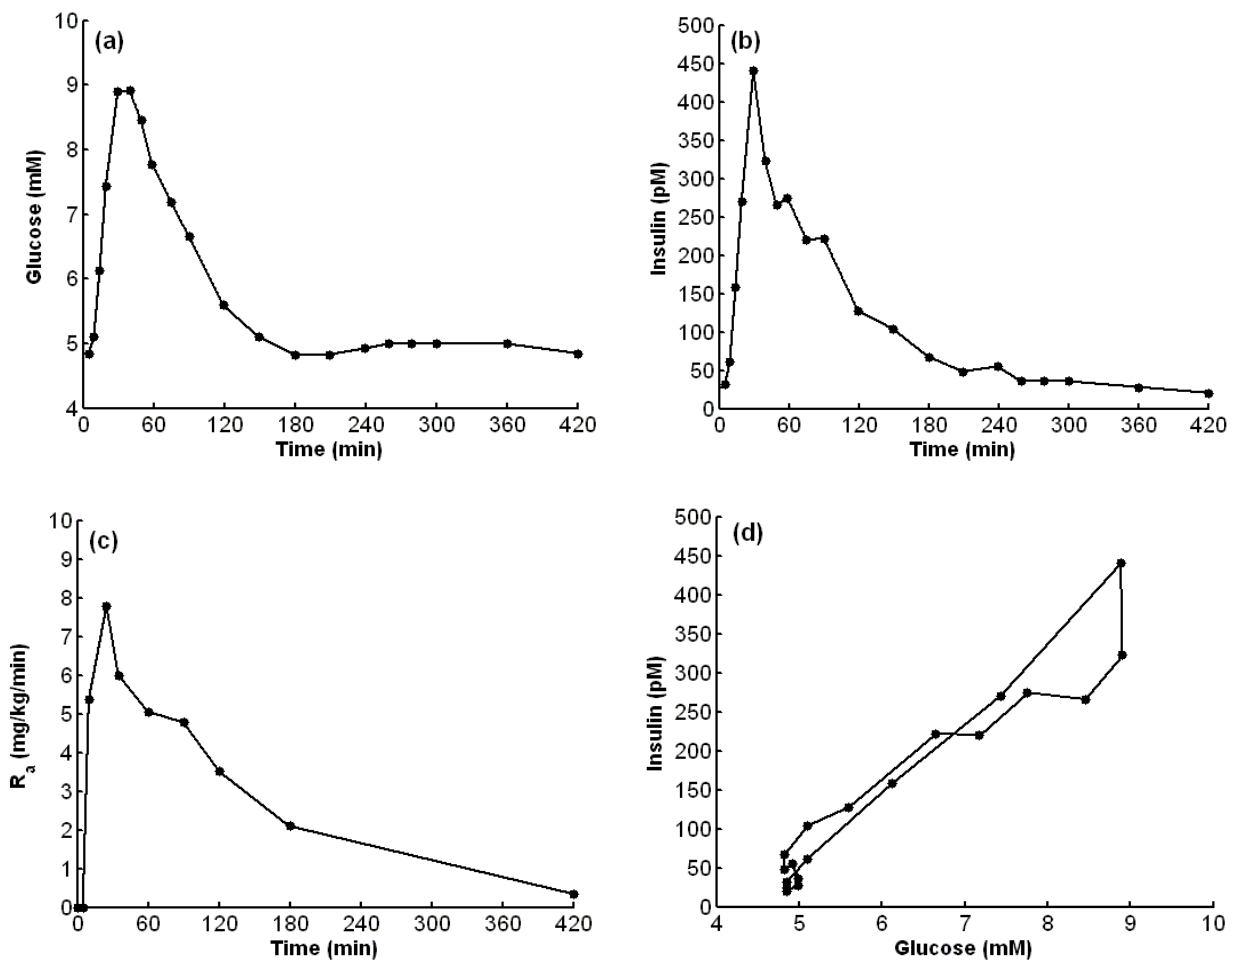 (a)
Glucose (mM)
10
9
8
7
6
5
4
0 60 120 180 240 300 360 420
Time (min)
(b)
Insulin (pM)
500
450
400
350
300
250
200
150
100
50
0
0 60 120 180 240 300 360 420
Time (min)
(c)
Ra (mg/kg/min)
10
9
8
7
6
5
4
3
2
1
0
0 60 120 180 240 300 360 420
Time (min)
(d)
Insulin (pM)
500
450
400
350
300
250
200
150
100
50
0
4 5 6 7 8 9 10
Glucose (mM)